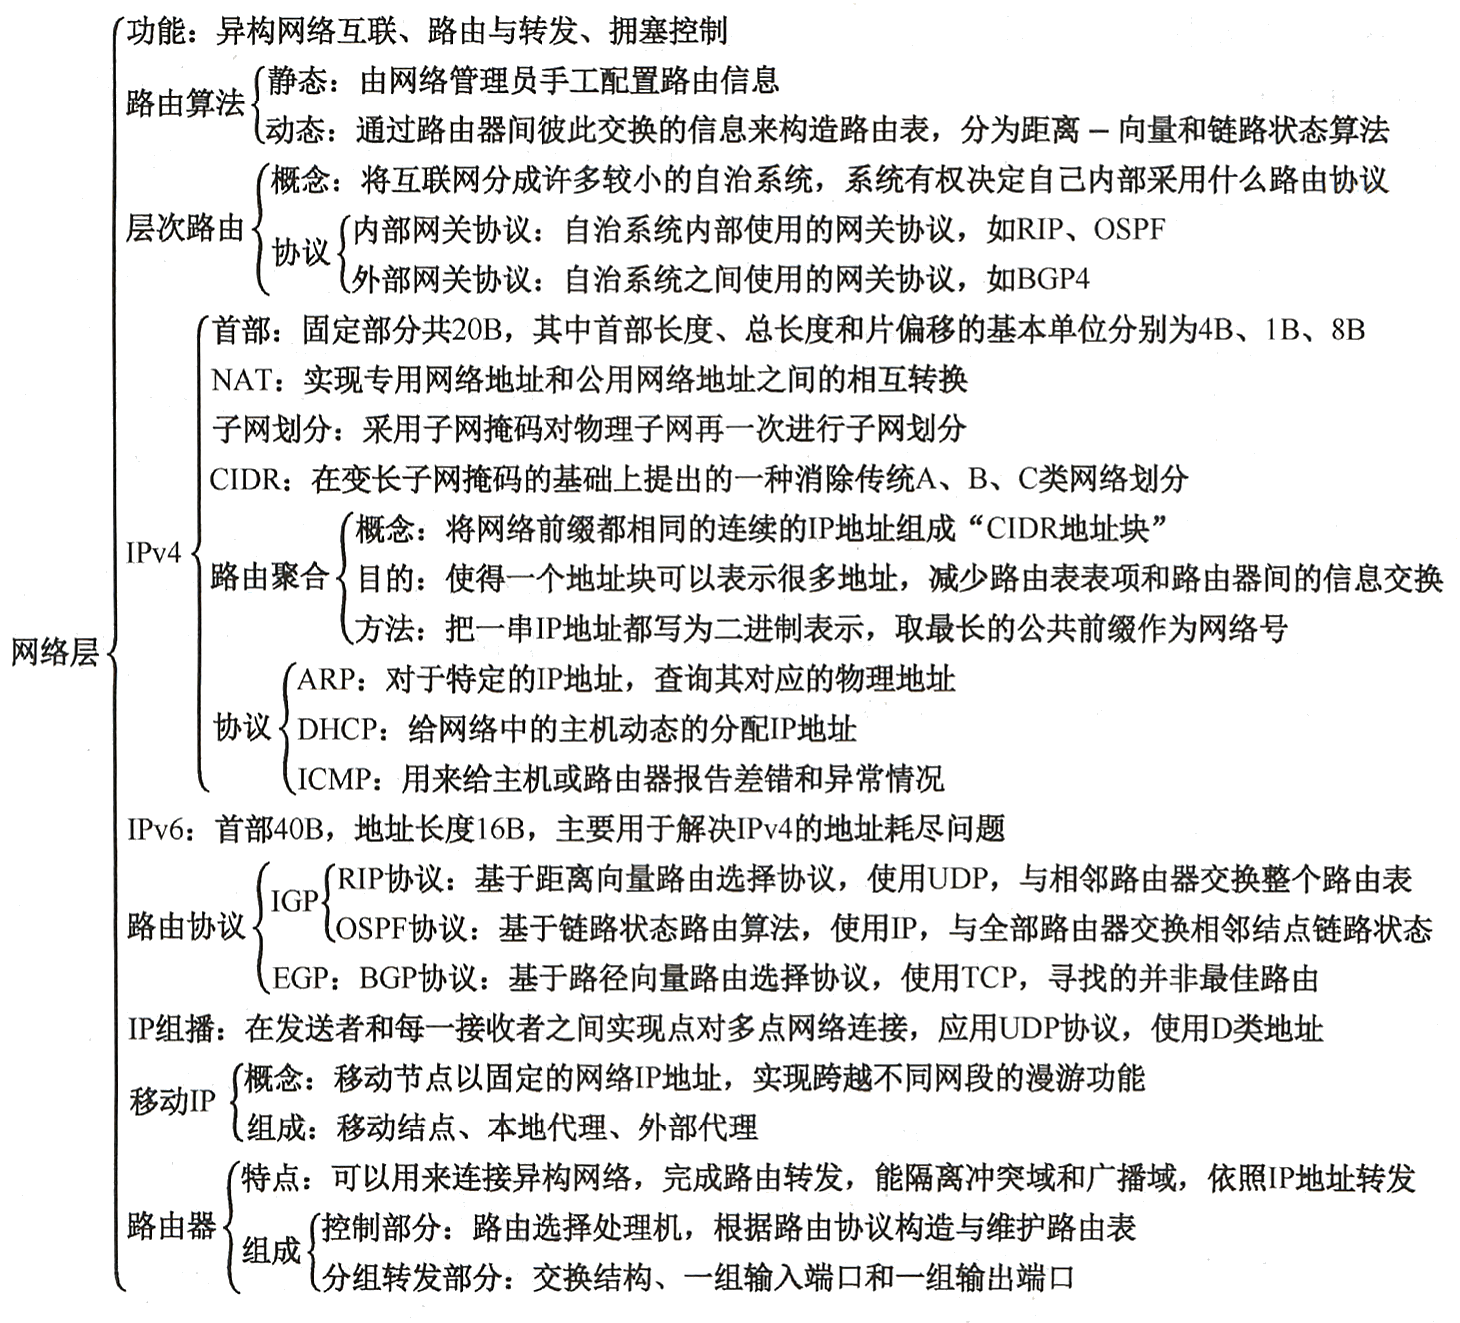 功能：异构网络互联、路由与转发、拥塞控制
路由算法
静态：由网络管理员手工配置路由信息
动态：通过路由器间彼此交换的信息来构造路由表，分为距离－向量和链路状态算法
层次路由
概念：将互联网分成许多较小的自治系统，系统有权决定自己内部采用什么路由协议
协议
内部网关协议：自治系统内部使用的网关协议，如RIP、OSPF
外部网关协议：自治系统之间使用的网关协议，如BGP4
网络层
IPv4
首部：固定部分共20B，其中首部长度、总长度和片偏移的基本单位分别为4B、1B、8B
NAT：实现专用网络地址和公用网络地址之间的相互转换
子网划分：采用子网掩码对物理子网再一次进行子网划分
CIDR：在变长子网掩码的基础上提出的一种消除传统A、B、C类网络划分
路由聚合
概念：将网络前缀都相同的连续的IP地址组成“CIDR地址块”
目的：使得一个地址块可以表示很多地址，减少路由表表项和路由器间的信息交换
方法：把一串IP地址都写为二进制表示，取最长的公共前缀作为网络号
协议
ARP：对于特定的IP地址，查询其对应的物理地址
DHCP：给网络中的主机动态的分配IP地址
ICMP：用来给主机或路由器报告差错和异常情况
IPv6：首部40B，地址长度16B，主要用于解决IPv4的地址耗尽问题
路由协议
IGP
RIP协议：基于距离向量路由选择协议，使用UDP，与相邻路由器交换整个路由表
OSPF协议：基于链路状态路由算法，使用IP，与全部路由器交换相邻结点链路状态
EGP：BGP协议：基于路径向量路由选择协议，使用TCP，寻找的并非最佳路由
IP组播：在发送者和每一接收者之间实现点对多点网络连接，应用UDP协议，使用D类地址
移动IP
概念：移动节点以固定的网络IP地址，实现跨越不同网段的漫游功能
组成：移动结点、本地代理、外部代理
路由器
特点：可以用来连接异构网络，完成路由转发，能隔离冲突域和广播域，依照IP地址转发
组成
控制部分：路由选择处理机，根据路由协议构造与维护路由表
分组转发部分：交换结构、一组输入端口和一组输出端口